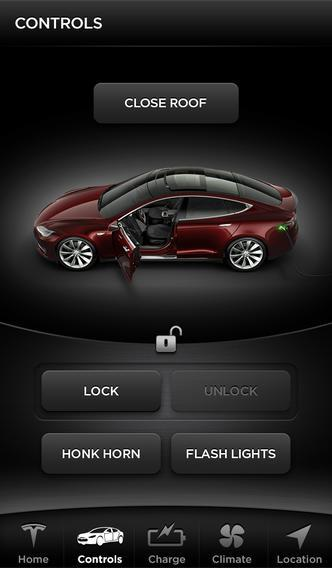 CONTROLS
CLOSE ROOF
LOCK
UNLOCK
HONK HORN
FLASH LIGHTS
Home
Controls
Charge
Climate
Location